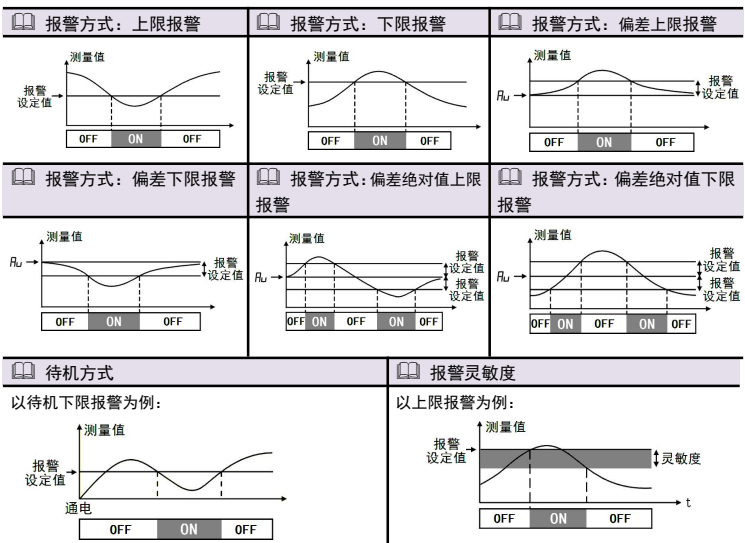 报警方式：上限报警
测量值
报警
设定值
OFF ON OFF
报警方式：下限报警
测量值
报警
设定值
OFF ON OFF
报警方式：偏差上限报警
测量值
Au
报警
设定值
OFF ON OFF
报警方式：偏差下限报警
测量值
Au
报警
设定值
OFF ON OFF
报警方式：偏差绝对值上限
报警
测量值
Au
报警
设定值
报警
设定值
OFF ON OFF ON OFF
报警方式：偏差绝对值下限
报警
测量值
Au
报警
设定值
报警
设定值
OFF ON OFF ON OFF
待机方式
以待机下限报警为例：
测量值
报警
设定值
通电
OFF ON OFF
报警灵敏度
以上限报警为例：
测量值
报警
设定值
灵敏度
t
OFF ON OFF